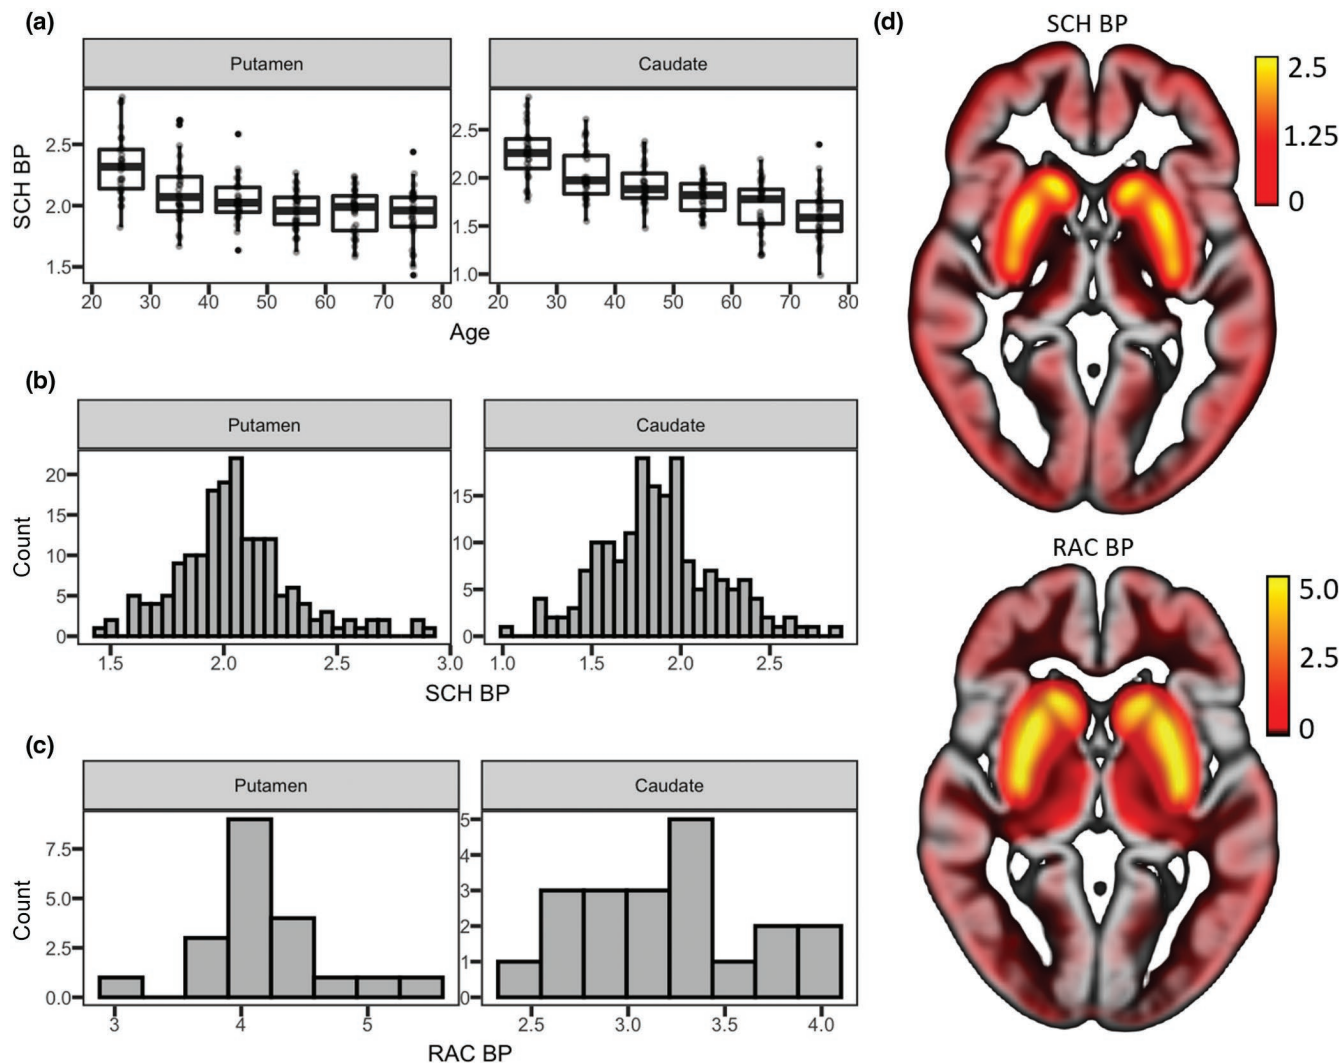 (a)
Putamen
Caudate
SCH BP
2.5
2.0
1.5
2.5
2.0
1.5
1.0
20 30 40 50 60 70 80
20 30 40 50 60 70 80
Age
(b)
Putamen
Caudate
Count
20
15
10
5
0
15
10
5
0
1.5 2.0 2.5 3.0
1.0 1.5 2.0 2.5
SCH BP
(c)
Putamen
Caudate
Count
7.5
5.0
2.5
0.0
5
4
3
2
1
0
3 4 5
2.5 3.0 3.5 4.0
RAC BP
(d)
SCH BP
2.5
1.25
0
RAC BP
5.0
2.5
0